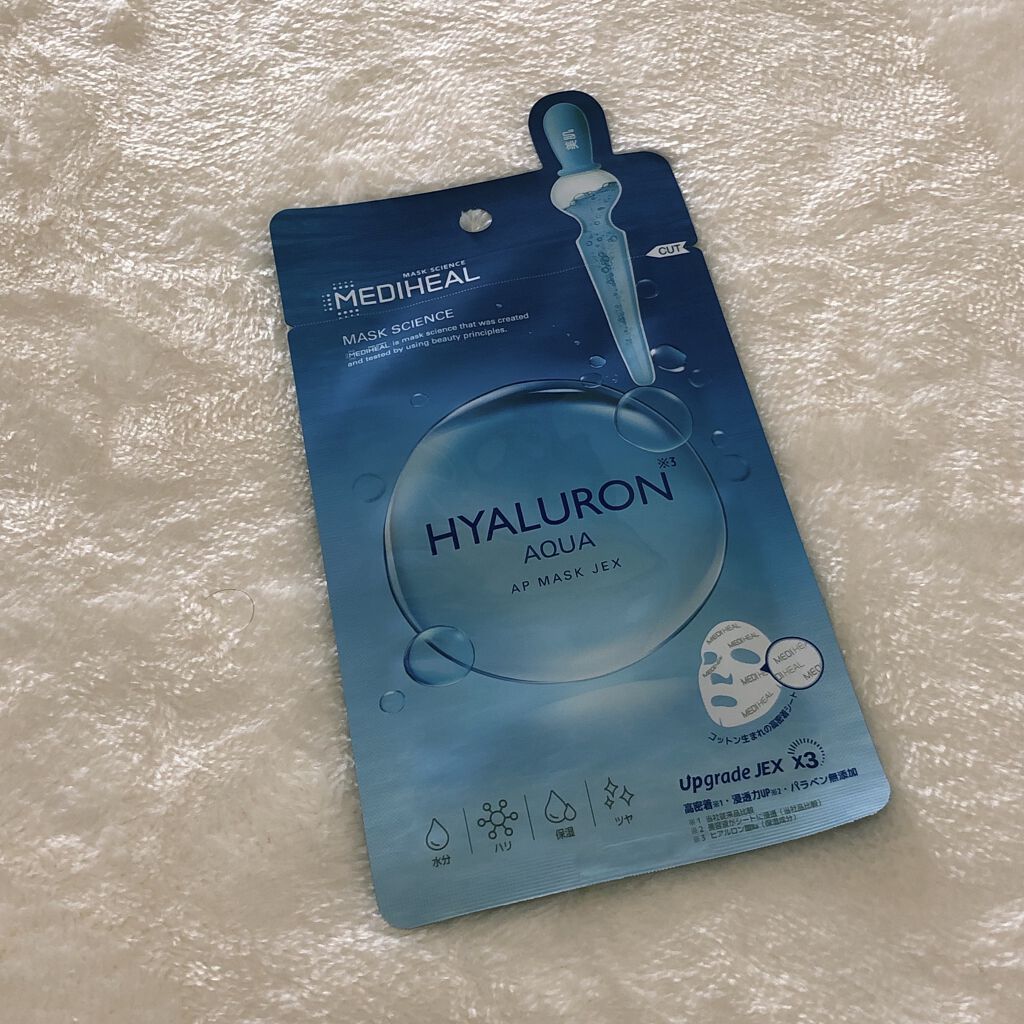 美肌
CUT
MASK SCIENCE
MEDIHEAL
MASK SCIENCE
MEDIHEAL is mask science that was created
and tested by using beauty principles.
HYALURON※3
AQUA
AP MASK JEX
MEDIHEAL
MEDIHEAL
MEDIHEAL
コットン生まれの高密着シート
Upgrade JEX X3
高密着※1・浸透力UP※2・パラベン無添加
※1 当社従来品比較
※2 美容液がシートに浸透(当社品比較)
※3 ヒアルロン酸Na(保湿成分)
水分
ハリ
保湿
ツヤ